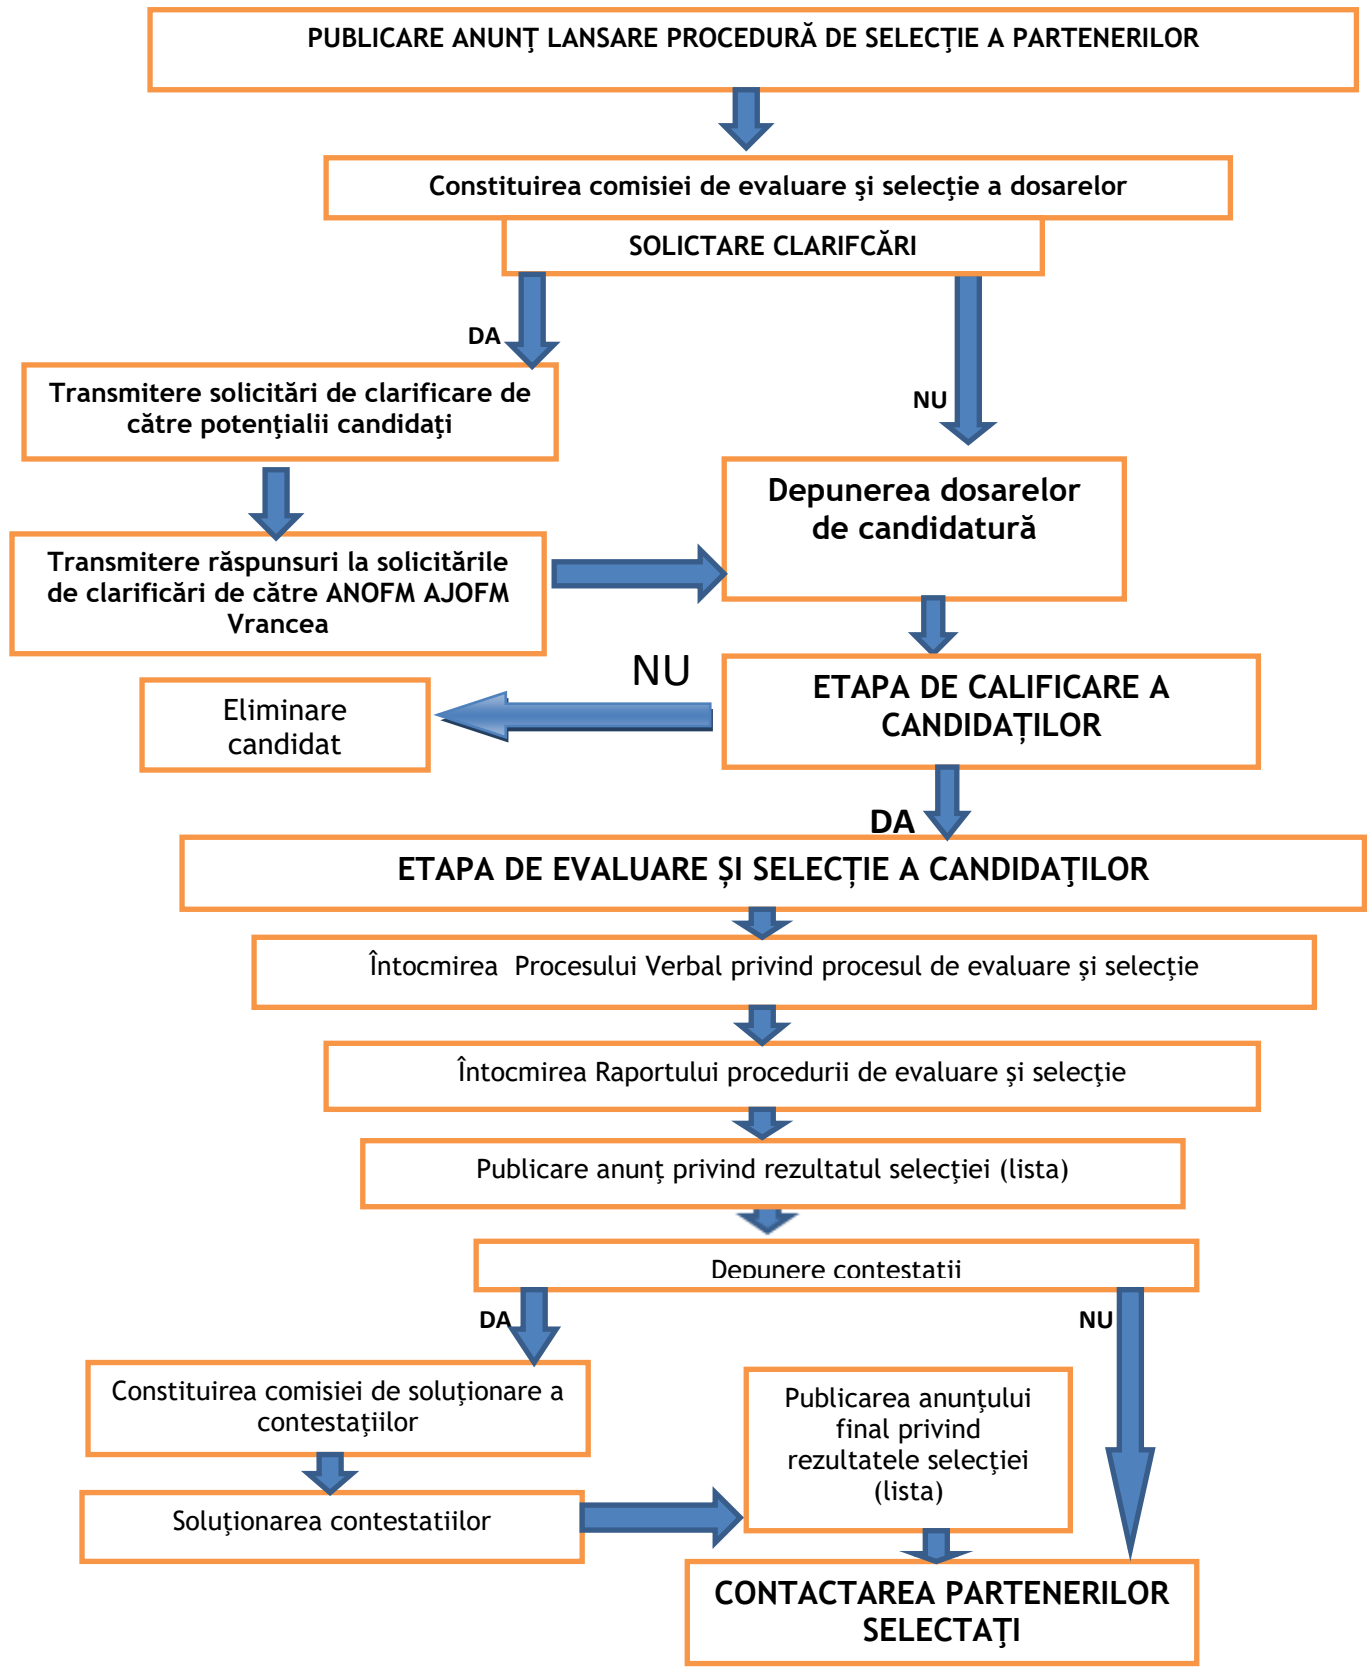 PUBLICARE ANUNŢ LANSARE PROCEDURĂ DE SELECŢIE A PARTENERILOR
Constituirea comisiei de evaluare şi selecţie a dosarelor
SOLICTARE CLARIFCĂRI
DA
NU
Transmitere solicitări de clarificare de
către potenţialii candidaţi
Depunerea dosarelor
de candidatură
Transmitere răspunsuri la solicitările
de clarificări de către ANOFM AJOFM
Vrancea
NU
ETAPA DE CALIFICARE A
CANDIDAȚILOR
Eliminare
candidat
DA
ETAPA DE EVALUARE ȘI SELECȚIE A CANDIDAŢILOR
Întocmirea Procesului Verbal privind procesul de evaluare şi selecţie
Întocmirea Raportului procedurii de evaluare şi selecţie
Publicare anunţ privind rezultatul selecţiei (lista)
Depunere contestatii
DA
NU
Constituirea comisiei de soluţionare a
contestaţiilor
Publicarea anunţului
final privind
rezultatele selecţiei
(lista)
Soluţionarea contestatiilor
CONTACTAREA PARTENERILOR
SELECTAŢI